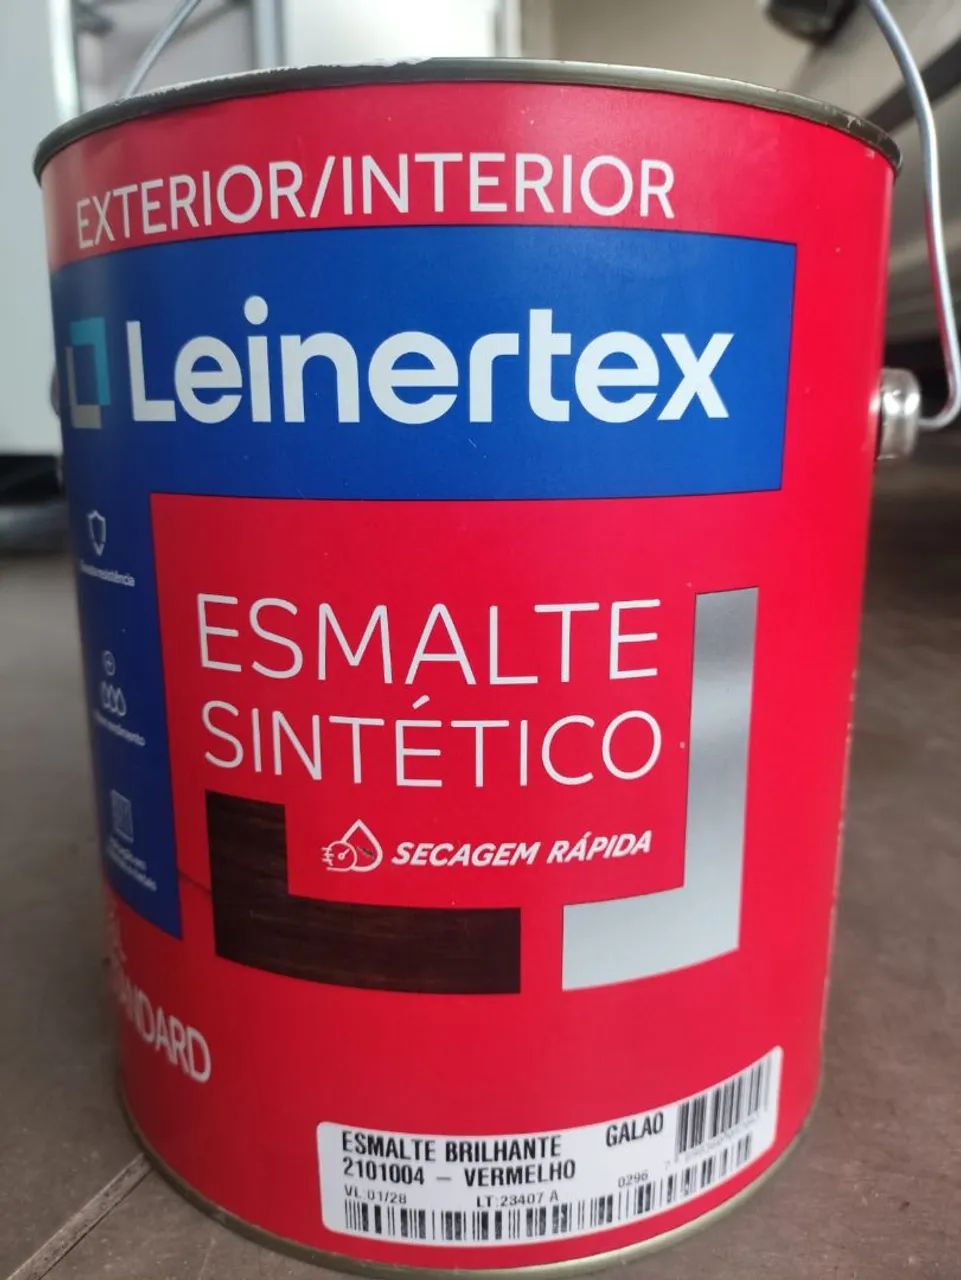 EXTERIOR/INTERIOR
Leinertex
ESMALTE
SINTÉTICO
SECAGEM RÁPIDA
ESMALTE BRILHANTE GALAO
2101004 - VERMELHO
VL.01/28 LT:23407 A 0296